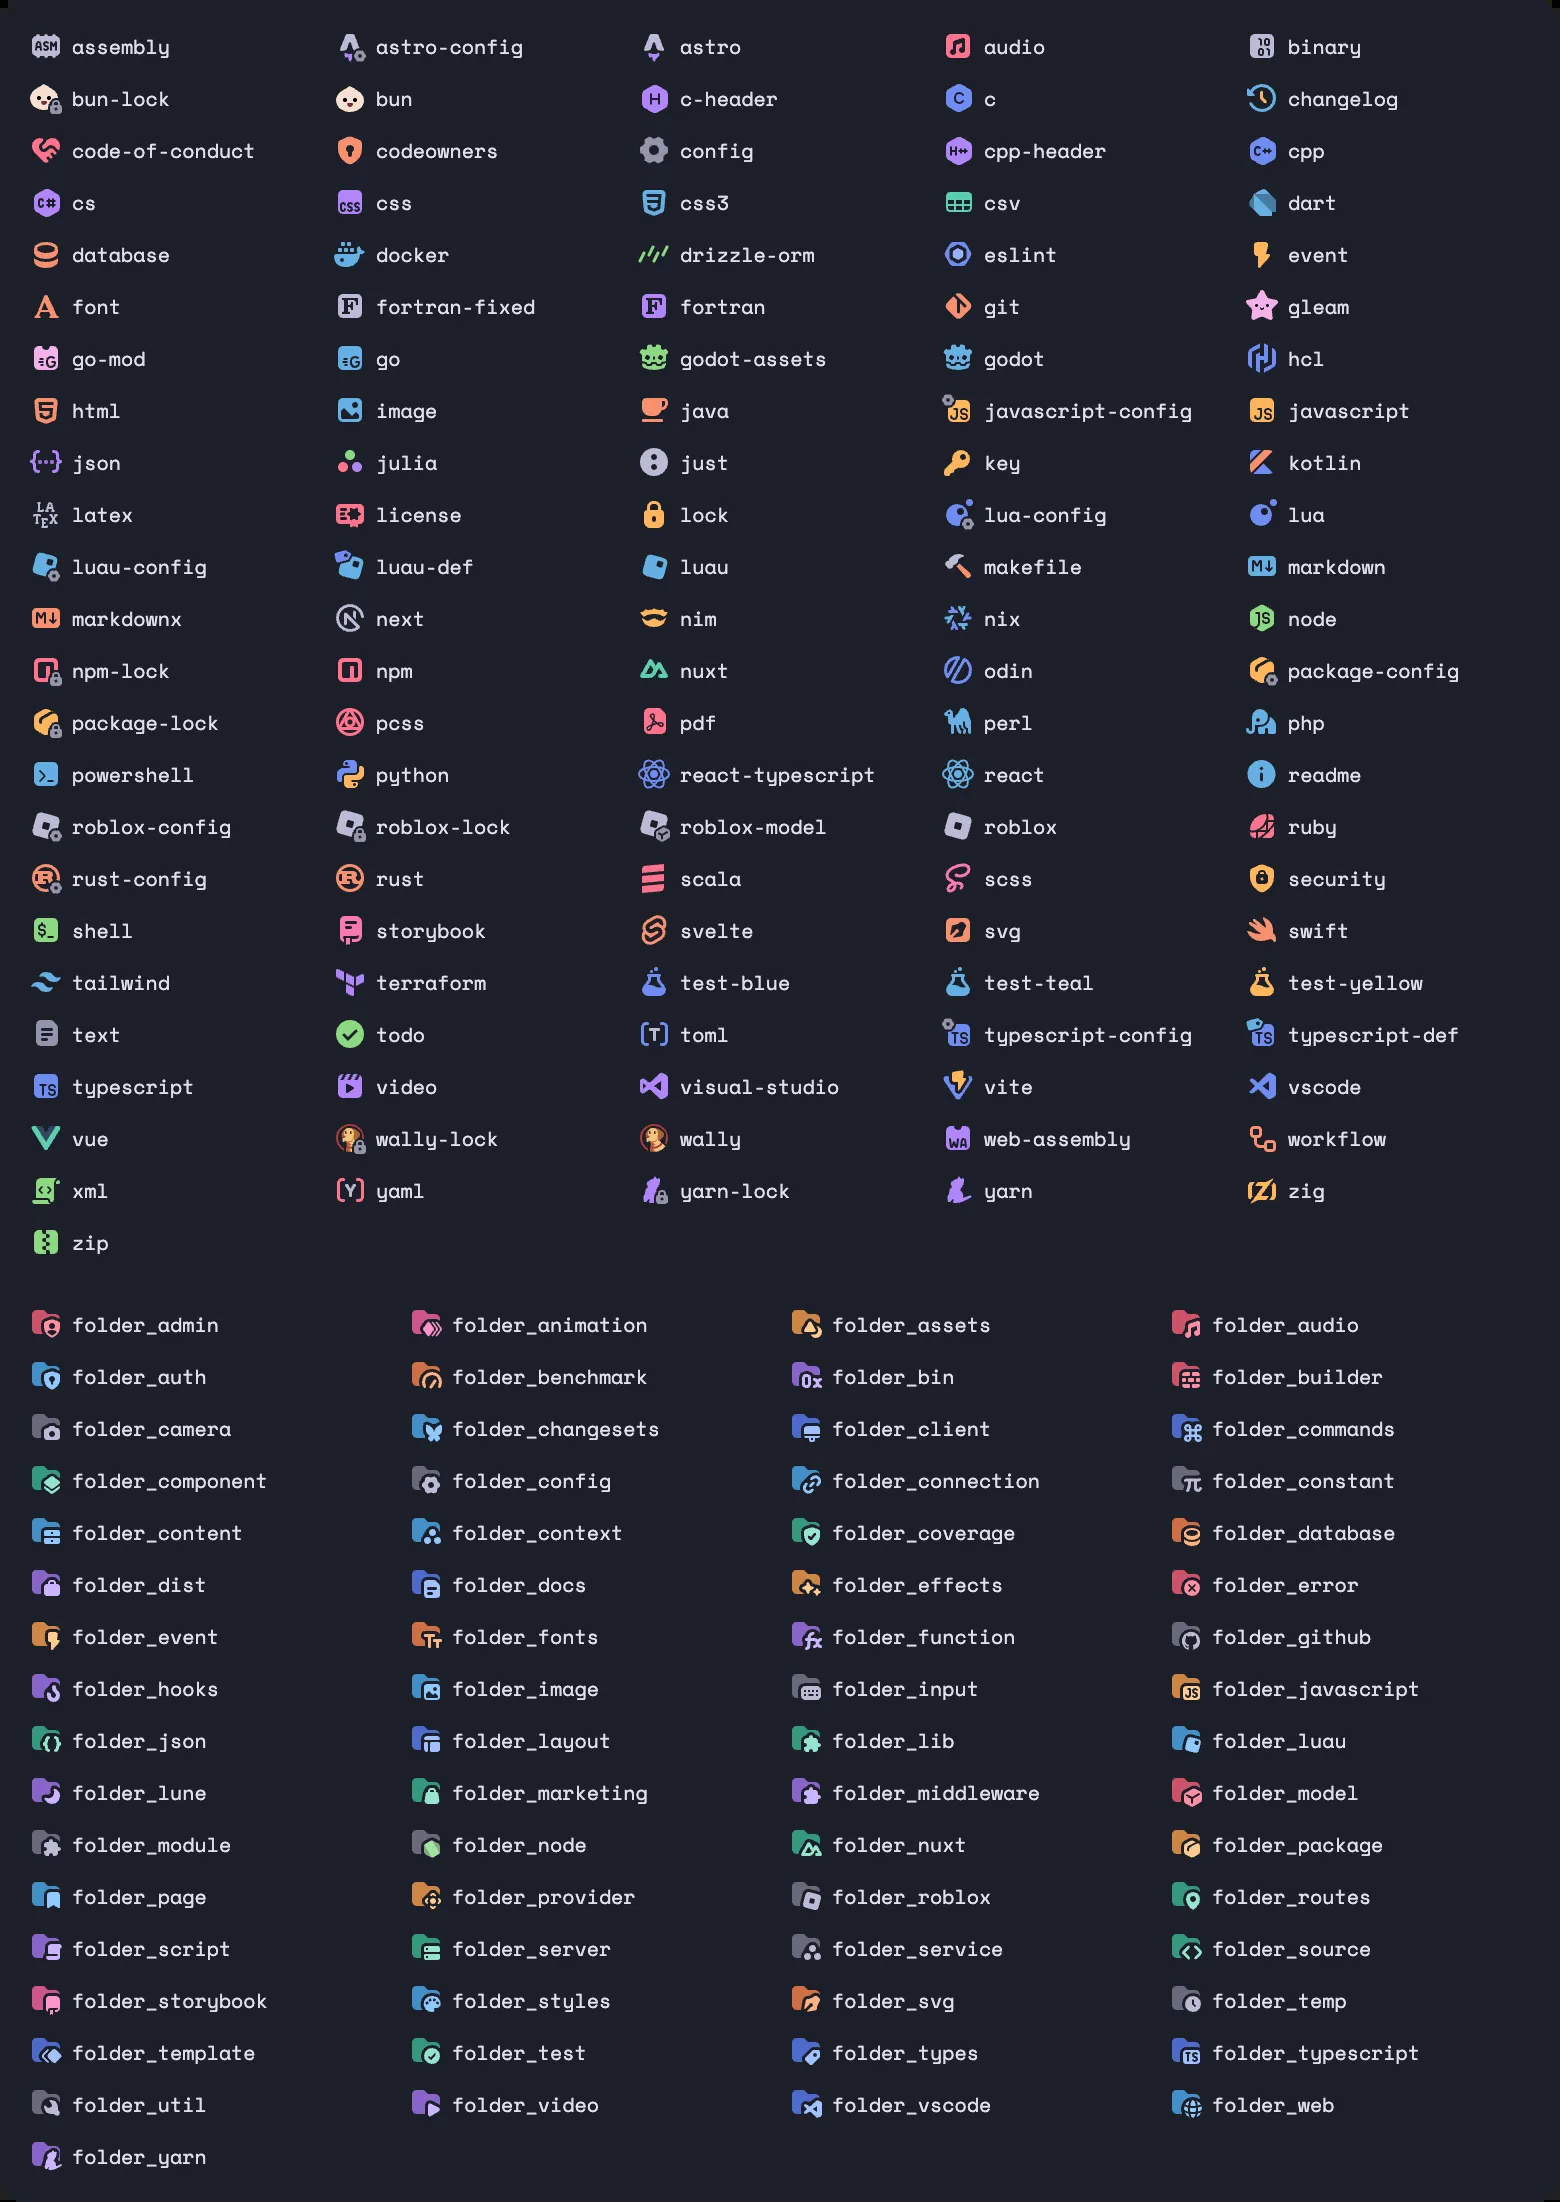 assembly astro-config astro audio binary
bun-lock bun c-header c changelog
code-of-conduct codeowners config cpp-header cpp
cs css css3 csv dart
database docker drizzle-orm eslint event
font fortran-fixed fortran git gleam
go-mod go godot-assets godot hcl
html image java javascript-config javascript
json julia just key kotlin
latex license lock lua-config lua
luau-config luau-def luau makefile markdown
markdownx next nim nix node
npm-lock npm nuxt odin package-config
package-lock pcss pdf perl php
powershell python react-typescript react readme
roblox-config roblox-lock roblox-model roblox ruby
rust-config rust scala scss security
shell storybook svelte svg swift
tailwind terraform test-blue test-teal test-yellow
text todo toml typescript-config typescript-def
typescript video visual-studio vite vscode
vue wally-lock wally web-assembly workflow
xml yaml yarn-lock yarn zig
zip
folder_admin folder_animation folder_assets folder_audio
folder_auth folder_benchmark folder_bin folder_builder
folder_camera folder_changesets folder_client folder_commands
folder_component folder_config folder_connection folder_constant
folder_content folder_context folder_coverage folder_database
folder_dist folder_docs folder_effects folder_error
folder_event folder_fonts folder_function folder_github
folder_hooks folder_image folder_input folder_javascript
folder_json folder_layout folder_lib folder_luau
folder_lune folder_marketing folder_middleware folder_model
folder_module folder_node folder_nuxt folder_package
folder_page folder_provider folder_roblox folder_routes
folder_script folder_server folder_service folder_source
folder_storybook folder_styles folder_svg folder_temp
folder_template folder_test folder_types folder_typescript
folder_util folder_video folder_vscode folder_web
folder_yarn